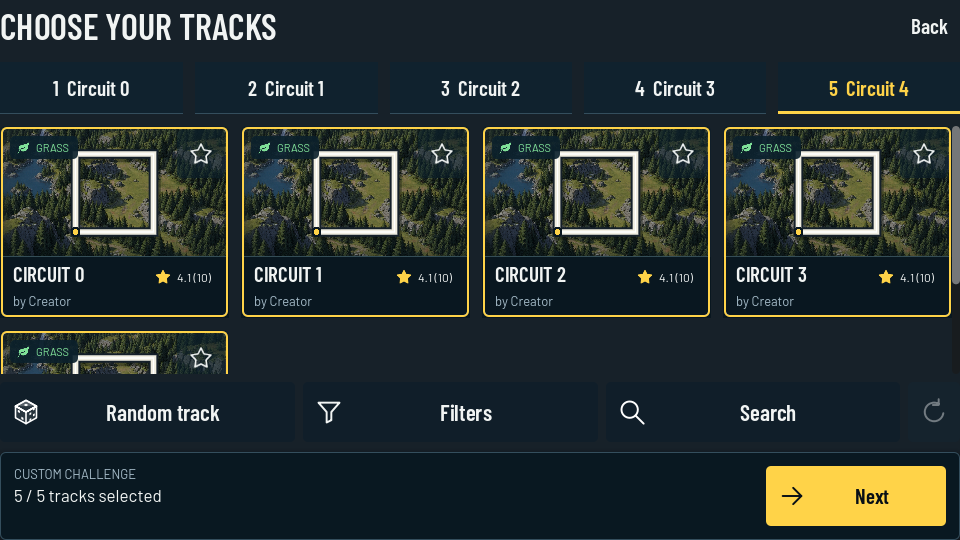 CHOOSE YOUR TRACKS
Back
1 Circuit 0
2 Circuit 1
3 Circuit 2
4 Circuit 3
5 Circuit 4
GRASS
GRASS
GRASS
GRASS
CIRCUIT 0
4.1 (10)
by Creator
CIRCUIT 1
4.1 (10)
by Creator
CIRCUIT 2
4.1 (10)
by Creator
CIRCUIT 3
4.1 (10)
by Creator
GRASS
Random track
Filters
Search
CUSTOM CHALLENGE
5 / 5 tracks selected
Next